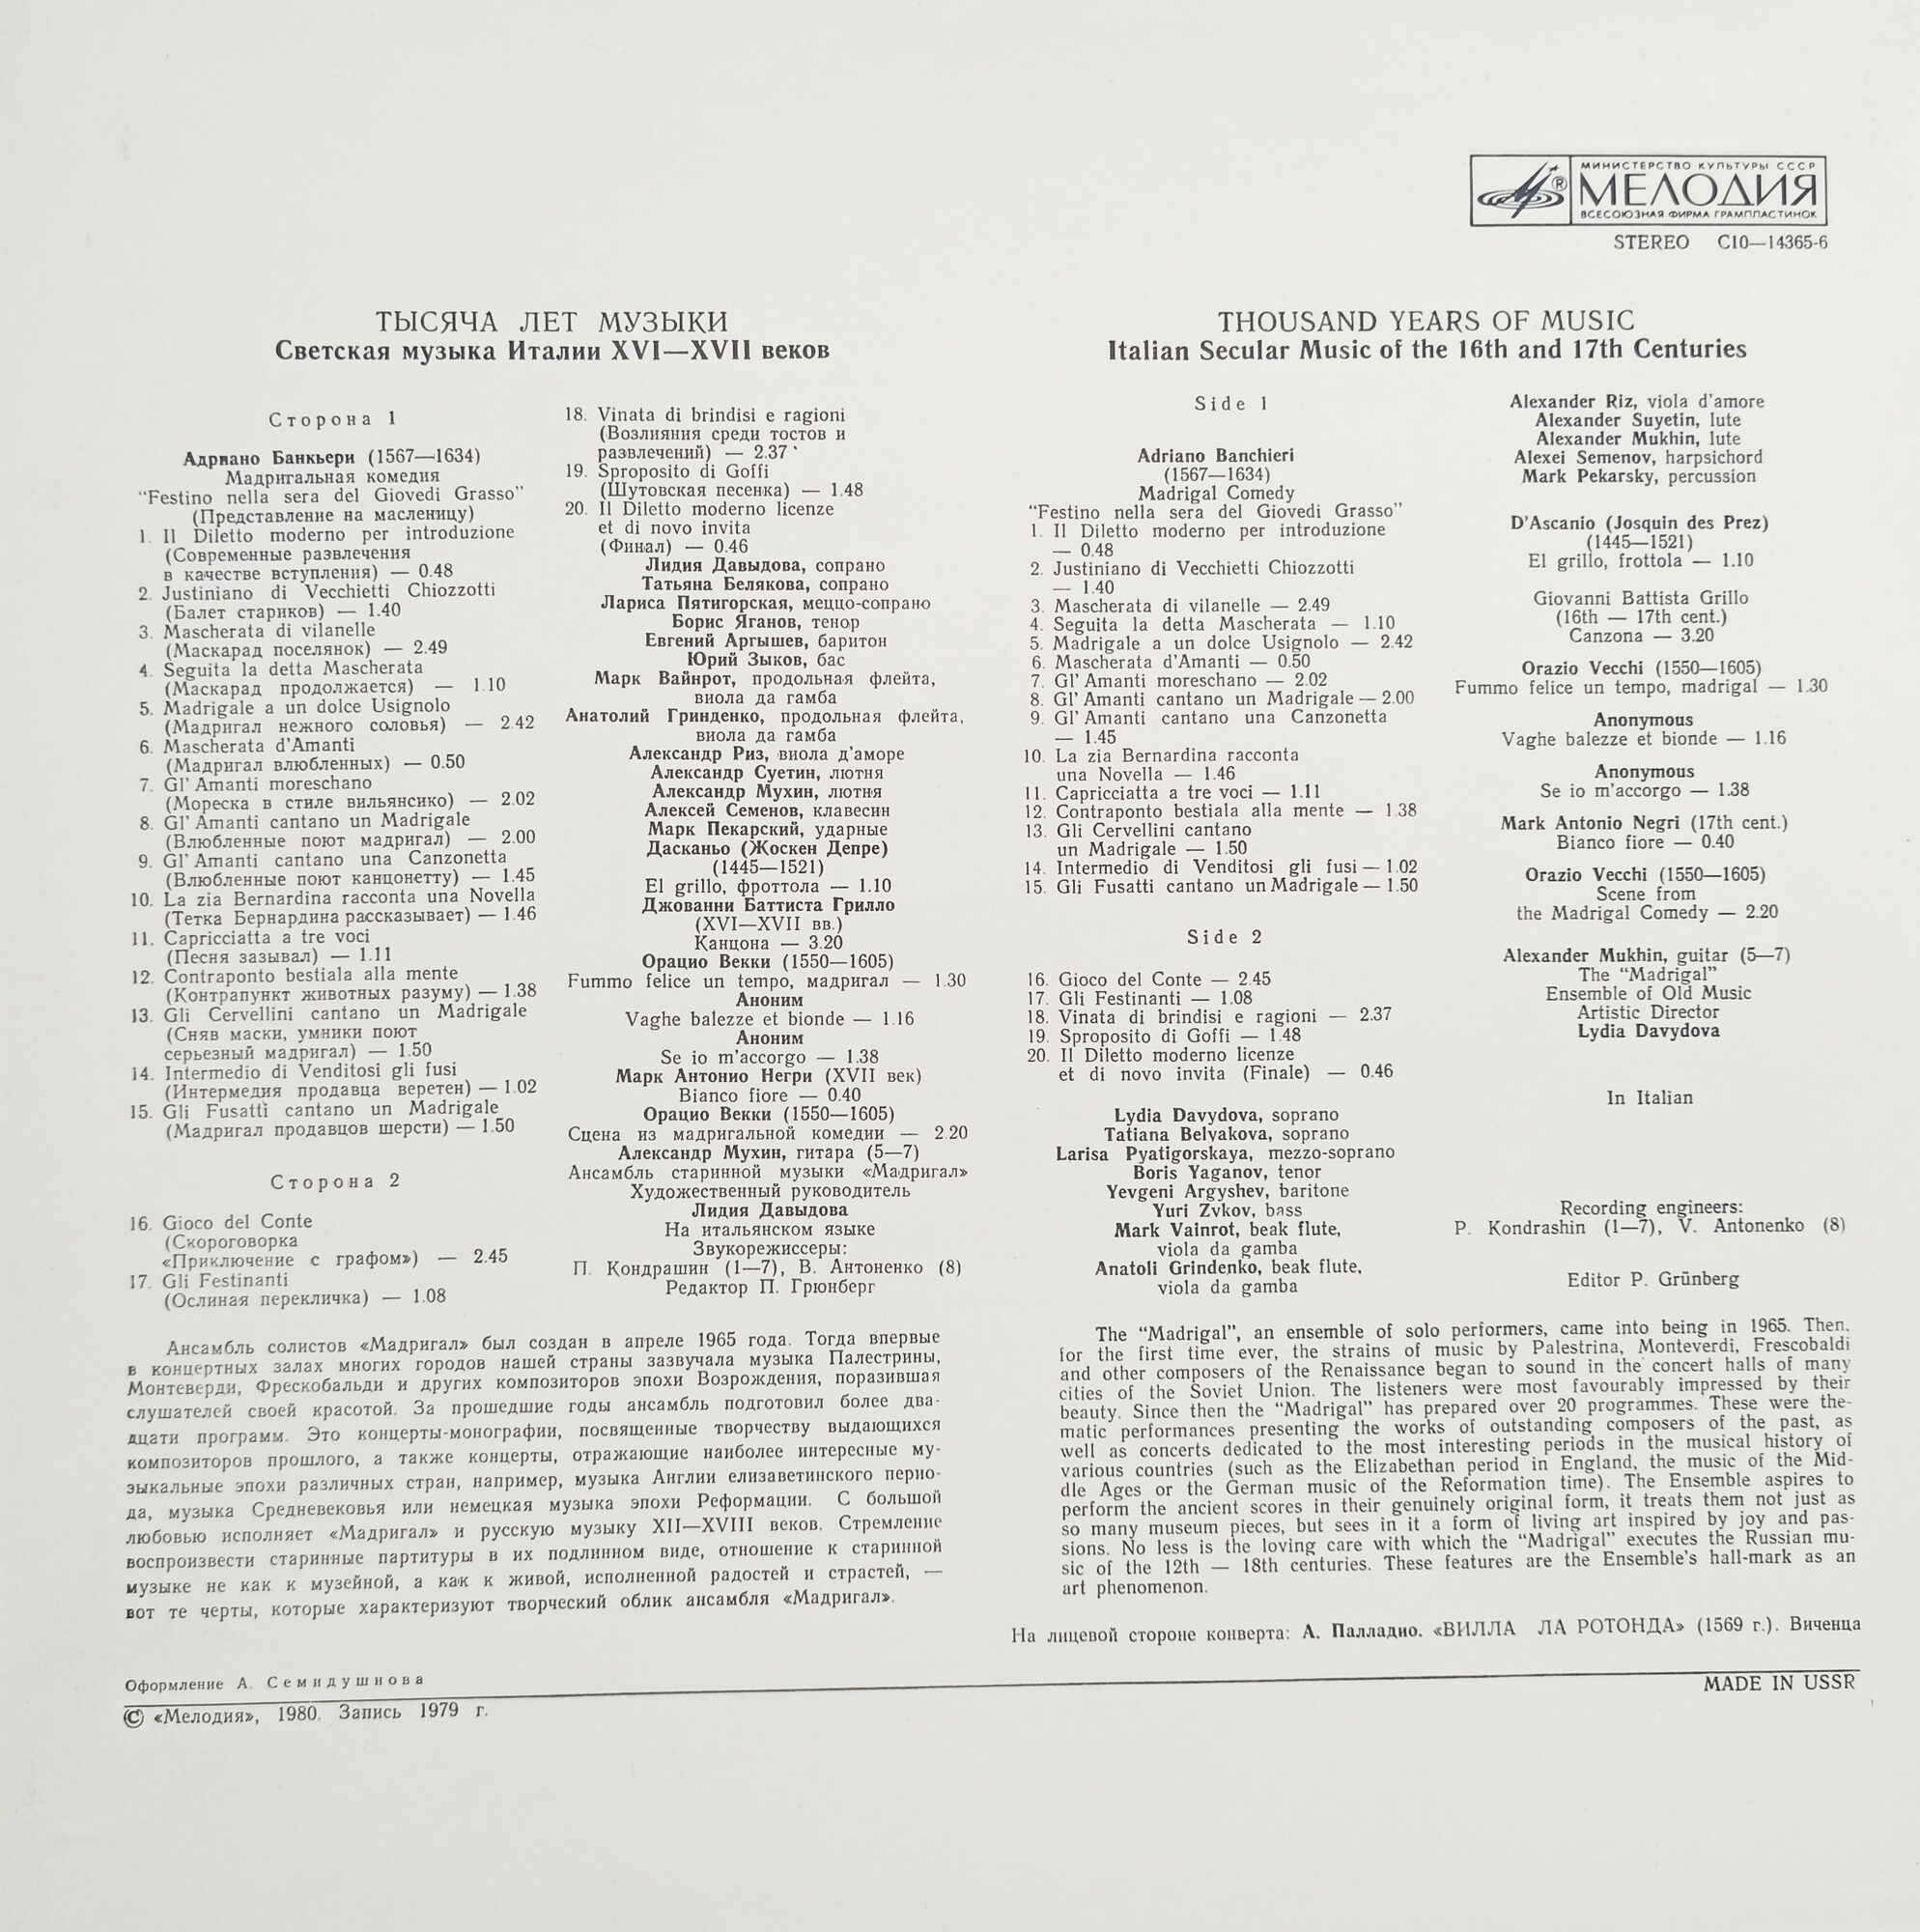 МИНИСТЕРСТВО КУЛЬТУРЫ СССР
МЕЛОДИЯ
ВСЕСОЮЗНАЯ ФИРМА ГРАМПЛАСТИНОК
STEREO С10—14365-6
ТЫСЯЧА ЛЕТ МУЗЫКИ
Светская музыка Италии XVI—XVII веков
Сторона 1
Адриано Банкьери (1567—1634)
Мадригальная комедия
“Festino nella sera del Giovedi Grasso”
(Представление на масленицу)
1. Il Diletto moderno per introduzione
(Современные развлечения
в качестве вступления) — 0.48
2. Justiniano di Vecchietti Chiozzotti
(Балет стариков) — 1.40
3. Mascherata di vilanelle
(Маскарад поселянок) — 2.49
4. Seguita la detta Mascherata
(Маскарад продолжается) — 1.10
5. Madrigale a un dolce Usignolo
(Мадригал нежного соловья) — 2.42
6. Mascherata d’Amanti
(Мадригал влюбленных) — 0.50
7. Gl’ Amanti moreschano
(Мореска в стиле вильянсико) — 2.02
8. Gl’ Amanti cantano un Madrigale
(Влюбленные поют мадригал) — 2.00
9. Gl’ Amanti cantano una Canzonetta
(Влюбленные поют канцонетту) — 1.45
10. La zia Bernardina racconta una Novella
(Тетка Бернардина рассказывает) — 1.46
11. Capricciatta a tre voci
(Песня зазывал) — 1.11
12. Contraponto bestiala alla mente
(Контрапункт животных разуму) — 1.38
13. Gli Cervellini cantano un Madrigale
(Сняв маски, умники поют
серьезный мадригал) — 1.50
14. Intermedio di Venditosi gli fusi
(Интермедия продавца веретен) — 1.02
15. Gli Fusatti cantano un Madrigale
(Мадригал продавцов шерсти) — 1.50
Сторона 2
16. Gioco del Conte
(Скороговорка
«Приключение с графом») — 2.45
17. Gli Festinanti
(Ослиная перекличка) — 1.08
18. Vinata di brindisi e ragioni
(Возлияния среди тостов и
развлечений) — 2.37
19. Sproposito di Goffi
(Шутовская песенка) — 1.48
20. Il Diletto moderno licenze
et di novo invita
(Финал) — 0.46
Лидия Давыдова, сопрано
Татьяна Белякова, сопрано
Лариса Пятигорская, меццо-сопрано
Борис Яганов, тенор
Евгений Аргышев, баритон
Юрий Зыков, бас
Марк Вайнрот, продольная флейта,
виола да гамба
Анатолий Гринденко, продольная флейта,
виола да гамба
Александр Риз, виола д’аморе
Александр Суетин, лютня
Александр Мухин, лютня
Алексей Семенов, клавесин
Марк Пекарский, ударные
Дасканьо (Жоскен Депре)
(1445—1521)
El grillo, фроттола — 1.10
Джованни Баттиста Грилло
(XVI—XVII вв.)
Канцона — 3.20
Орацио Векки (1550—1605)
Fummo felice un tempo, мадригал — 1.30
Аноним
Vaghe balezze et bionde — 1.16
Аноним
Se io m’accorgo — 1.38
Марк Антонио Негри (XVII век)
Bianco fiore — 0.40
Орацио Векки (1550—1605)
Сцена из мадригальной комедии — 2.20
Александр Мухин, гитара (5—7)
Ансамбль старинной музыки «Мадригал»
Художественный руководитель
Лидия Давыдова
На итальянском языке
Звукорежиссеры:
П. Кондрашин (1—7), В. Антоненко (8)
Редактор П. Грюнберг
Ансамбль солистов «Мадригал» был создан в апреле 1965 года. Тогда впервые
в концертных залах многих городов нашей страны зазвучала музыка Палестрины,
Монтеверди, Фрескобальди и других композиторов эпохи Возрождения, поразившая
слушателей своей красотой. За прошедшие годы ансамбль подготовил более два-
дцати программ. Это концерты-монографии, посвященные творчеству выдающихся
композиторов прошлого, а также концерты, отражающие наиболее интересные му-
зыкальные эпохи различных стран, например, музыка Англии елизаветинского перио-
да, музыка Средневековья или немецкая музыка эпохи Реформации. С большой
любовью исполняет «Мадригал» и русскую музыку XII—XVIII веков. Стремление
воспроизвести старинные партитуры в их подлинном виде, отношение к старинной
музыке не как к музейной, а как к живой, исполненной радостей и страстей, —
вот те черты, которые характеризуют творческий облик ансамбля «Мадригал».
THOUSAND YEARS OF MUSIC
Italian Secular Music of the 16th and 17th Centuries
Side 1
Adriano Banchieri
(1567—1634)
Madrigal Comedy
“Festino nella sera del Giovedi Grasso”
1. Il Diletto moderno per introduzione
— 0.48
2. Justiniano di Vecchietti Chiozzotti
— 1.40
3. Mascherata di vilanelle — 2.49
4. Seguita la detta Mascherata — 1.10
5. Madrigale a un dolce Usignolo — 2.42
6. Mascherata d’Amanti — 0.50
7. Gl’ Amanti moreschano — 2.02
8. Gl’ Amanti cantano un Madrigale — 2.00
9. Gl’ Amanti cantano una Canzonetta
— 1.45
10. La zia Bernardina racconta
una Novella — 1.46
11. Capricciatta a tre voci — 1.11
12. Contraponto bestiala alla mente — 1.38
13. Gli Cervellini cantano
un Madrigale — 1.50
14. Intermedio di Venditosi gli fusi — 1.02
15. Gli Fusatti cantano un Madrigale — 1.50
Side 2
16. Gioco del Conte — 2.45
17. Gli Festinanti — 1.08
18. Vinata di brindisi e ragioni — 2.37
19. Sproposito di Goffi — 1.48
20. Il Diletto moderno licenze
et di novo invita (Finale) — 0.46
Lydia Davydova, soprano
Tatiana Belyakova, soprano
Larisa Pyatigorskaya, mezzo-soprano
Boris Yaganov, tenor
Yevgeni Argyshev, baritone
Yuri Zykov, bass
Mark Vainrot, beak flute,
viola da gamba
Anatoli Grindenko, beak flute,
viola da gamba
Alexander Riz, viola d’amore
Alexander Suyetin, lute
Alexander Mukhin, lute
Alexei Semenov, harpsichord
Mark Pekarsky, percussion
D’Ascanio (Josquin des Prez)
(1445—1521)
El grillo, frottola — 1.10
Giovanni Battista Grillo
(16th — 17th cent.)
Canzona — 3.20
Orazio Vecchi (1550—1605)
Fummo felice un tempo, madrigal — 1.30
Anonymous
Vaghe balezze et bionde — 1.16
Anonymous
Se io m’accorgo — 1.38
Mark Antonio Negri (17th cent.)
Bianco fiore — 0.40
Orazio Vecchi (1550—1605)
Scene from
the Madrigal Comedy — 2.20
Alexander Mukhin, guitar (5—7)
The “Madrigal”
Ensemble of Old Music
Artistic Director
Lydia Davydova
In Italian
Recording engineers:
P. Kondrashin (1—7), V. Antonenko (8)
Editor P. Grünberg
The “Madrigal”, an ensemble of solo performers, came into being in 1965. Then,
for the first time ever, the strains of music by Palestrina, Monteverdi, Frescobaldi
and other composers of the Renaissance began to sound in the concert halls of many
cities of the Soviet Union. The listeners were most favourably impressed by their
beauty. Since then the “Madrigal” has prepared over 20 programmes. These were the-
matic performances presenting the works of outstanding composers of the past, as
well as concerts dedicated to the most interesting periods in the musical history of
various countries (such as the Elizabethan period in England, the music of the Mid-
dle Ages or the German music of the Reformation time). The Ensemble aspires to
perform the ancient scores in their genuinely original form, it treats them not just as
so many museum pieces, but sees in it a form of living art inspired by joy and pas-
sions. No less is the loving care with which the “Madrigal” executes the Russian mu-
sic of the 12th — 18th centuries. These features are the Ensemble’s hall-mark as an
art phenomenon.
На лицевой стороне конверта: А. Палладио. «ВИЛЛА ЛА РОТОНДА» (1569 г.). Виченца
Оформление А. Семидушнова
MADE IN USSR
© «Мелодия», 1980. Запись 1979 г.